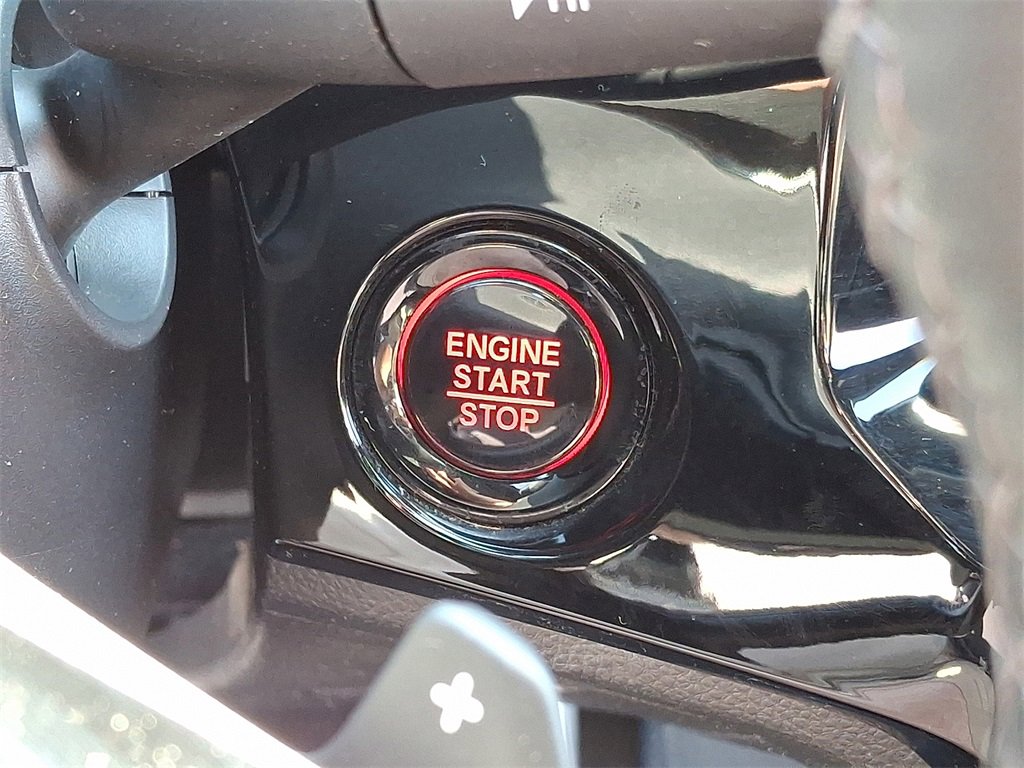 ENGINE
START
STOP
+